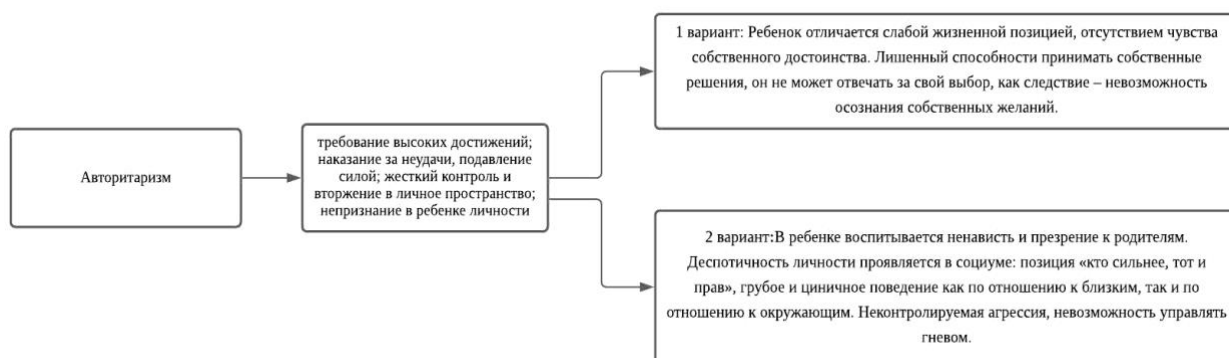 Авторитаризм
требование высоких достижений;
наказание за неудачи, подавление
силой; жесткий контроль и
вторжение в личное пространство;
непризнание в ребенке личности
1 вариант: Ребенок отличается слабой жизненной позицией, отсутствием чувства
собственного достоинства. Лишенный способности принимать собственные
решения, он не может отвечать за свой выбор, как следствие – невозможность
осознания собственных желаний.
2 вариант:В ребенке воспитывается ненависть и презрение к родителям.
Деспотичность личности проявляется в социуме: позиция «кто сильнее, тот и
прав», грубое и циничное поведение как по отношению к близким, так и по
отношению к окружающим. Неконтролируемая агрессия, невозможность управлять
гневом.